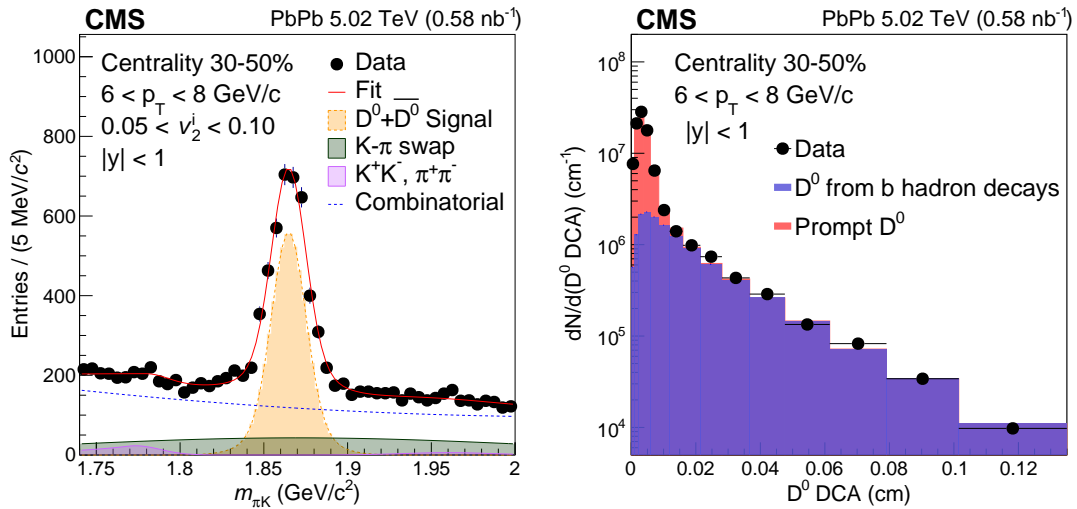 CMS PbPb 5.02 TeV (0.58 nb⁻¹)
Centrality 30-50%
6 < p_T < 8 GeV/c
0.05 < v₂ⁱ < 0.10
|y| < 1
Data
Fit
D⁰+D̅⁰ Signal
K-π swap
K⁺K⁻, π⁺π⁻
Combinatorial
Entries / (5 MeV/c²)
1000
800
600
400
200
0
1.75 1.8 1.85 1.9 1.95 2
m_πK (GeV/c²)
CMS PbPb 5.02 TeV (0.58 nb⁻¹)
Centrality 30-50%
6 < p_T < 8 GeV/c
|y| < 1
Data
D⁰ from b hadron decays
Prompt D⁰
dN/d(D⁰ DCA) (cm⁻¹)
10⁸
10⁷
10⁶
10⁵
10⁴
0 0.02 0.04 0.06 0.08 0.1 0.12
D⁰ DCA (cm)